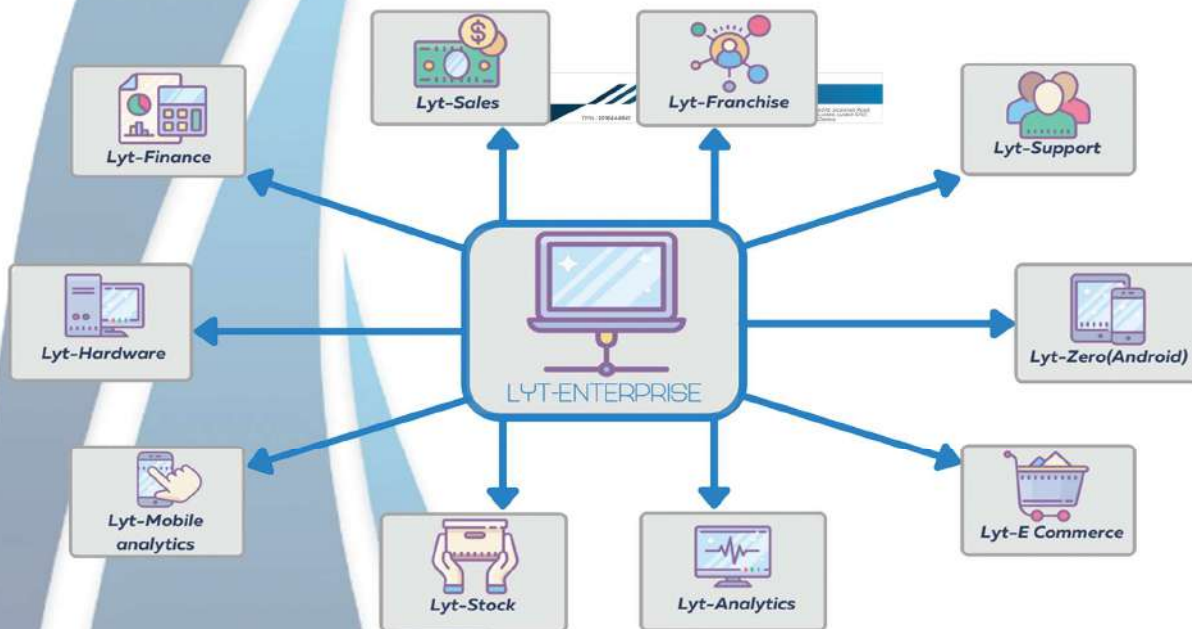 Lyt-Sales
Lyt-Franchise
Lyt-Finance
Lyt-Support
Lyt-Hardware
LYT-ENTERPRISE
Lyt-Zero(Android)
Lyt-Mobile
analytics
Lyt-E Commerce
Lyt-Stock
Lyt-Analytics